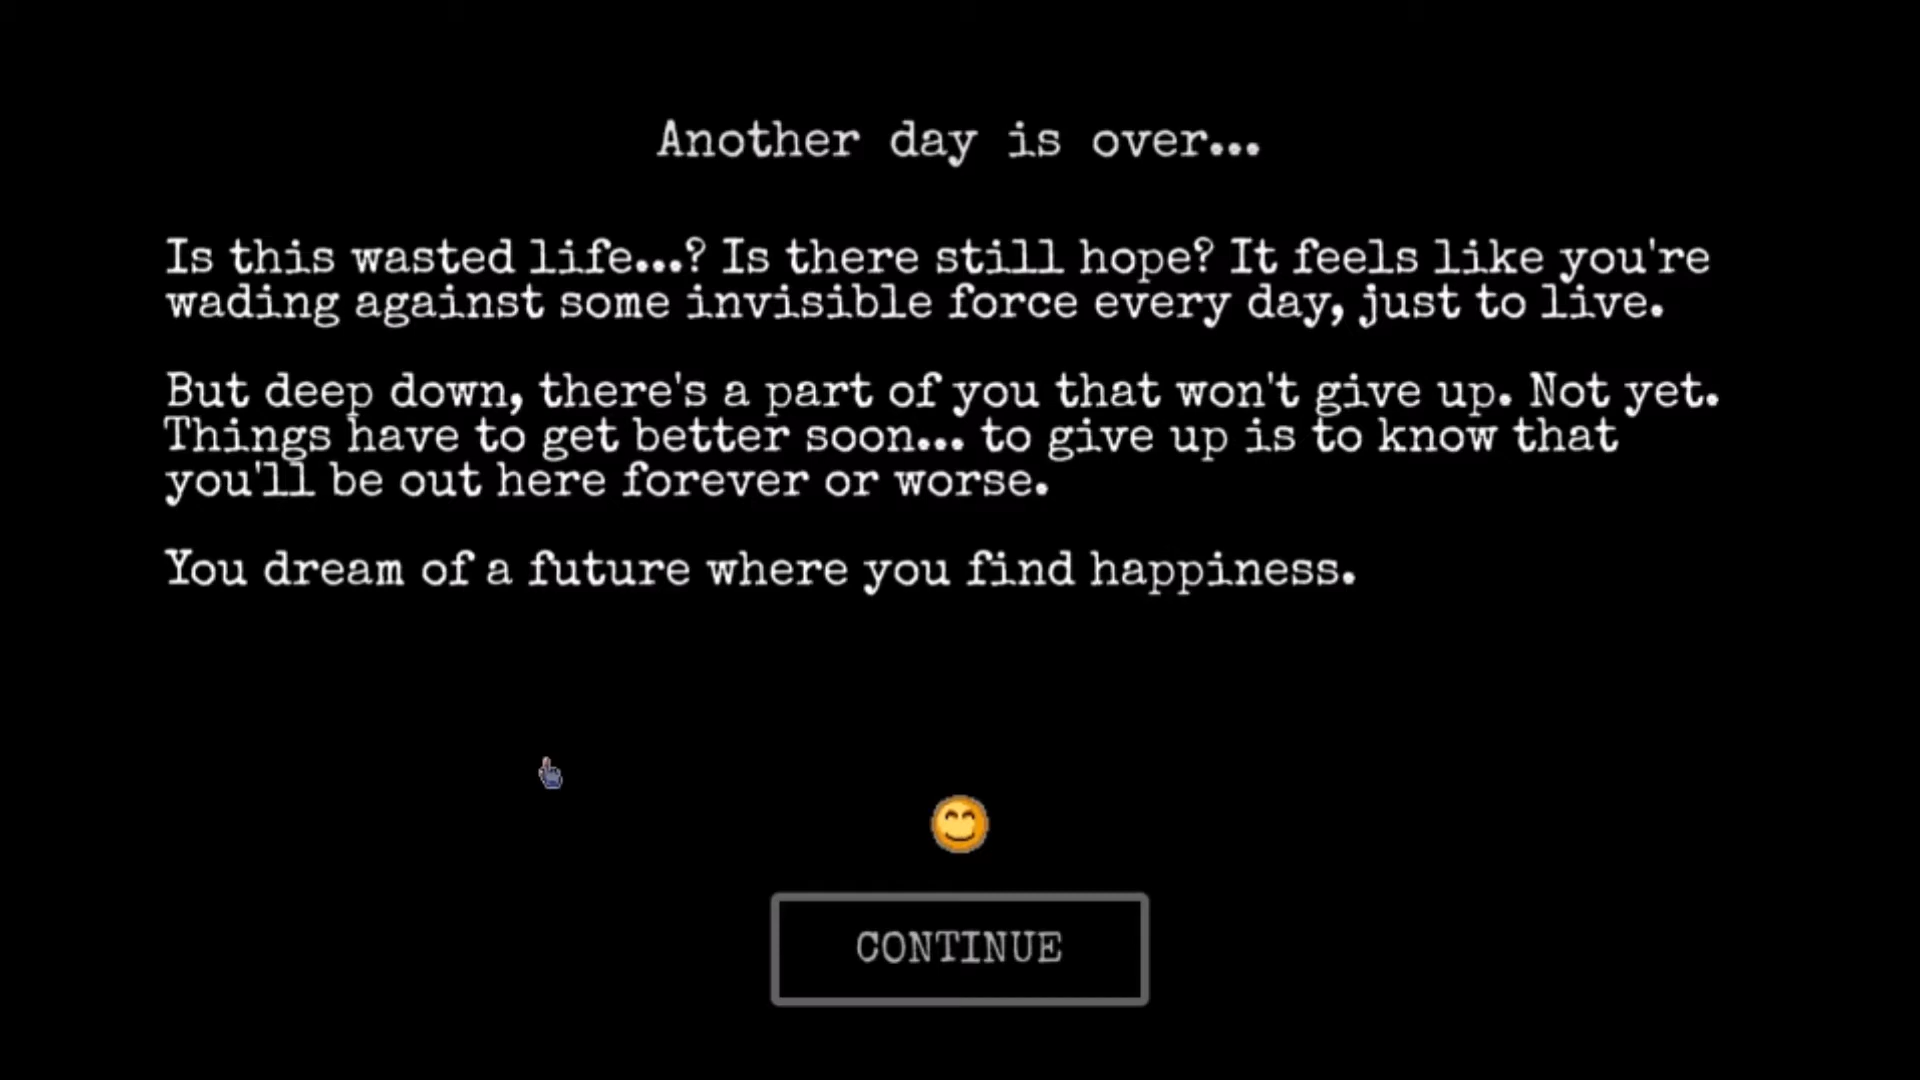 Another day is over...
Is this wasted life...? Is there still hope? It feels like you're
wading against some invisible force every day, just to live.
But deep down, there's a part of you that won't give up. Not yet.
Things have to get better soon... to give up is to know that
you'll be out here forever or worse.
You dream of a future where you find happiness.
CONTINUE